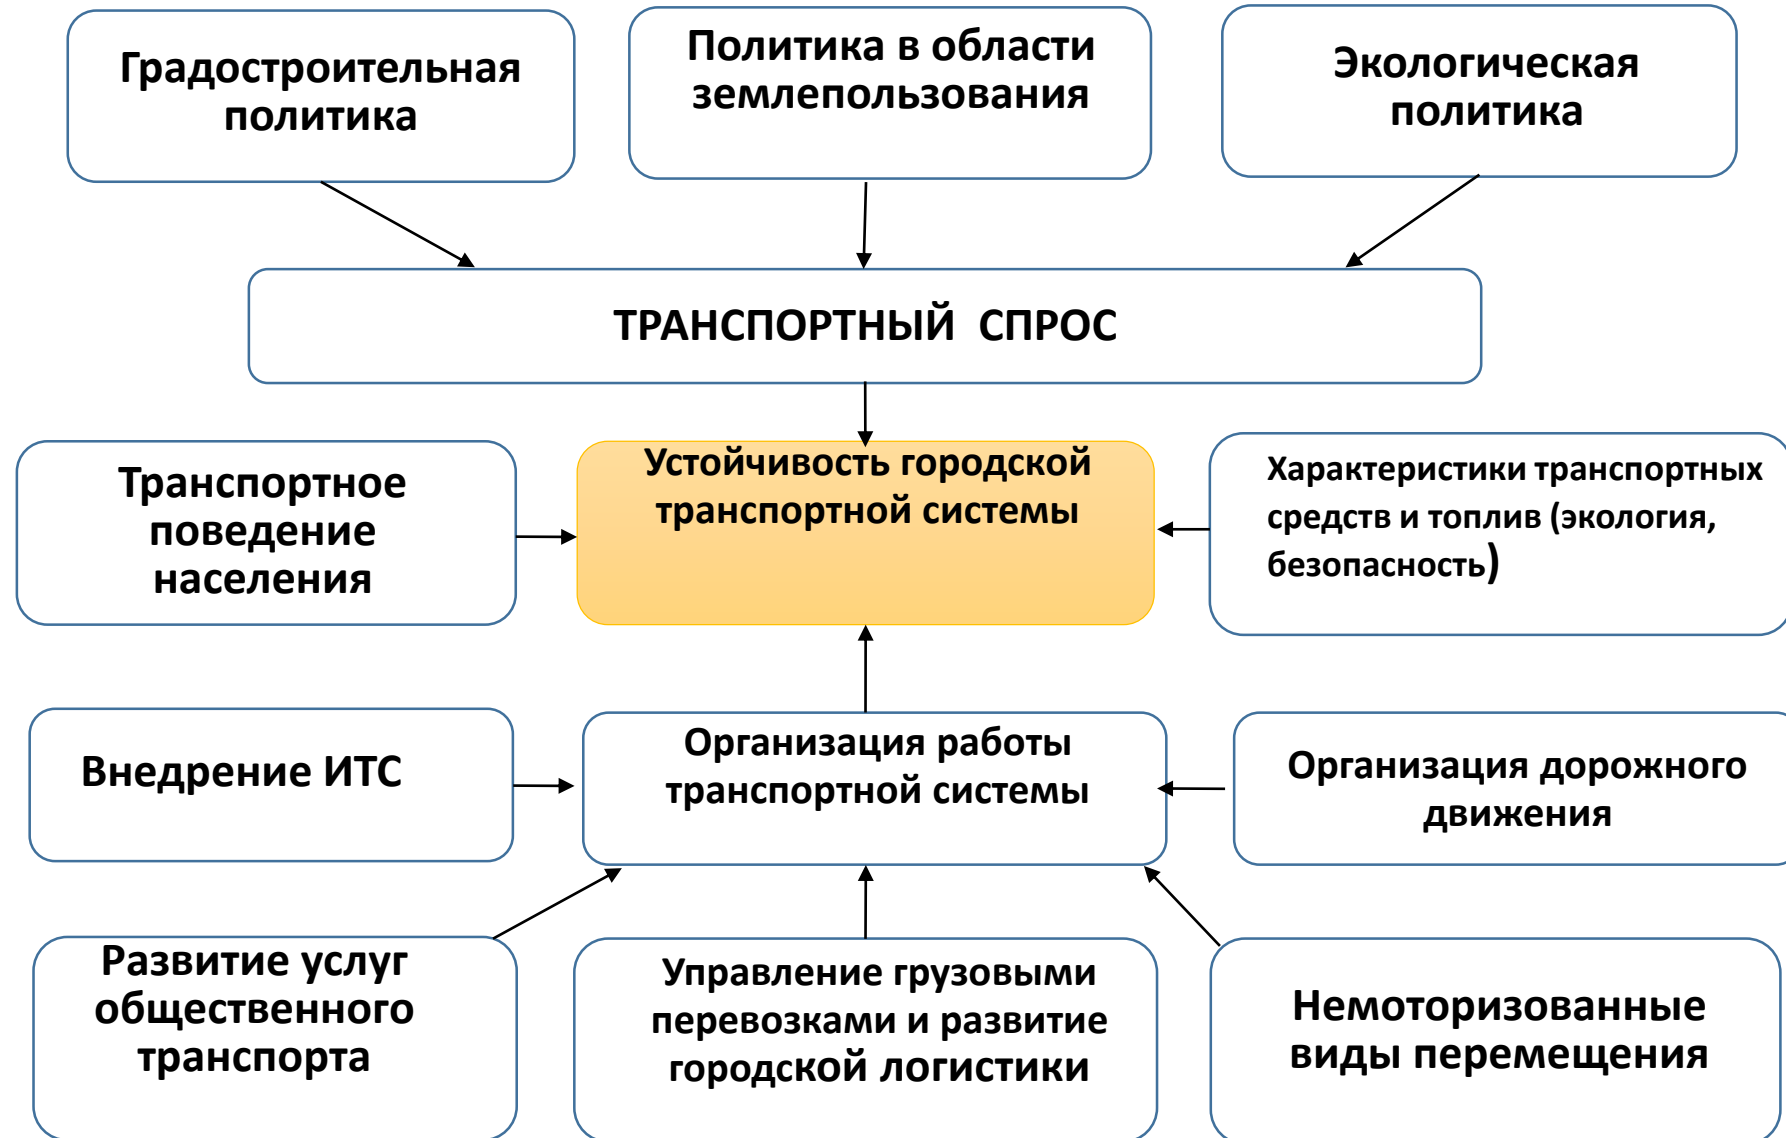 Градостроительная
политика
Политика в области
землепользования
Экологическая
политика
ТРАНСПОРТНЫЙ СПРОС
Транспортное
поведение
населения
Устойчивость городской
транспортной системы
Характеристики транспортных
средств и топлив (экология,
безопасность)
Внедрение ИТС
Организация работы
транспортной системы
Организация дорожного
движения
Развитие услуг
общественного
транспорта
Управление грузовыми
перевозками и развитие
городской логистики
Немоторизованные
виды перемещения